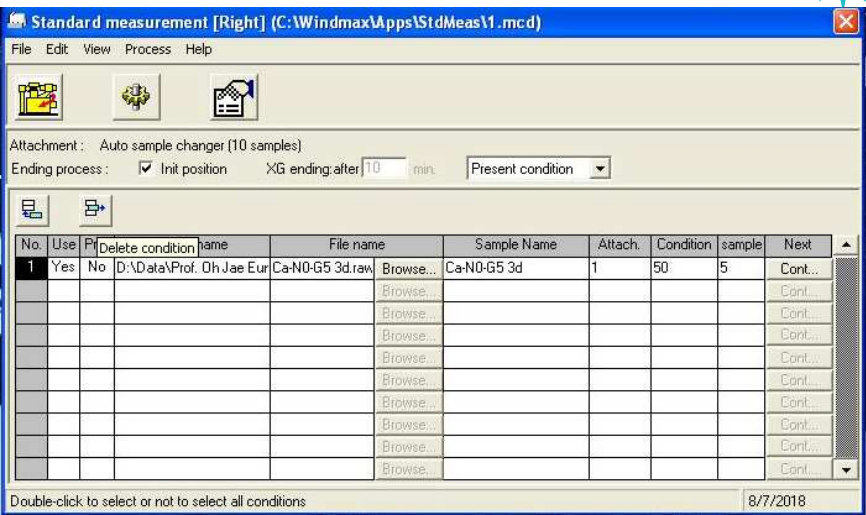 Standard measurement [Right] (C:\Windmax\Apps\StdMeas\1.mcd)
File Edit View Process Help
Attachment : Auto sample changer (10 samples)
Ending process : Init position XG ending:after 10 min. Present condition
No. Use Delete condition name File name Sample Name Attach. Condition sample Next
1 Yes No D:\Data\Prof. Oh Jae Eur Ca-N0-G5 3d.raw Browse... Ca-N0-G5 3d 1 50 5 Cont...
Browse... Cont...
Browse... Cont...
Browse... Cont...
Browse... Cont...
Browse... Cont...
Browse... Cont...
Browse... Cont...
Browse... Cont...
Browse... Cont...
Double-click to select or not to select all conditions 8/7/2018